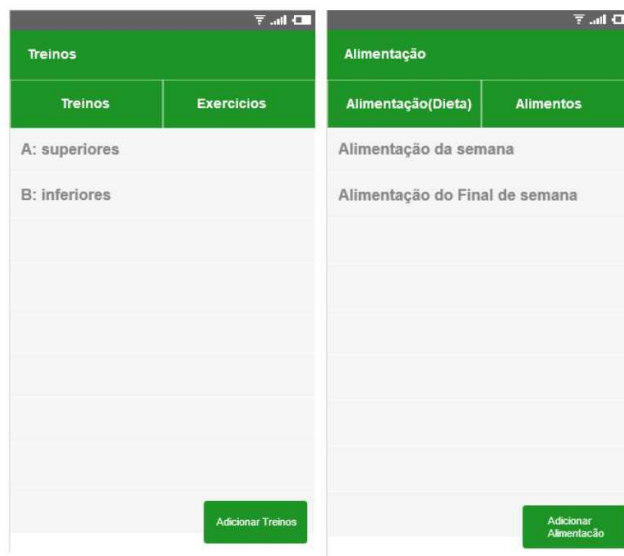 Treinos
Treinos Exercicios
A: superiores
B: inferiores
Adicionar Treinos
Alimentação
Alimentação(Dieta) Alimentos
Alimentação da semana
Alimentação do Final de semana
Adicionar
Alimentacão